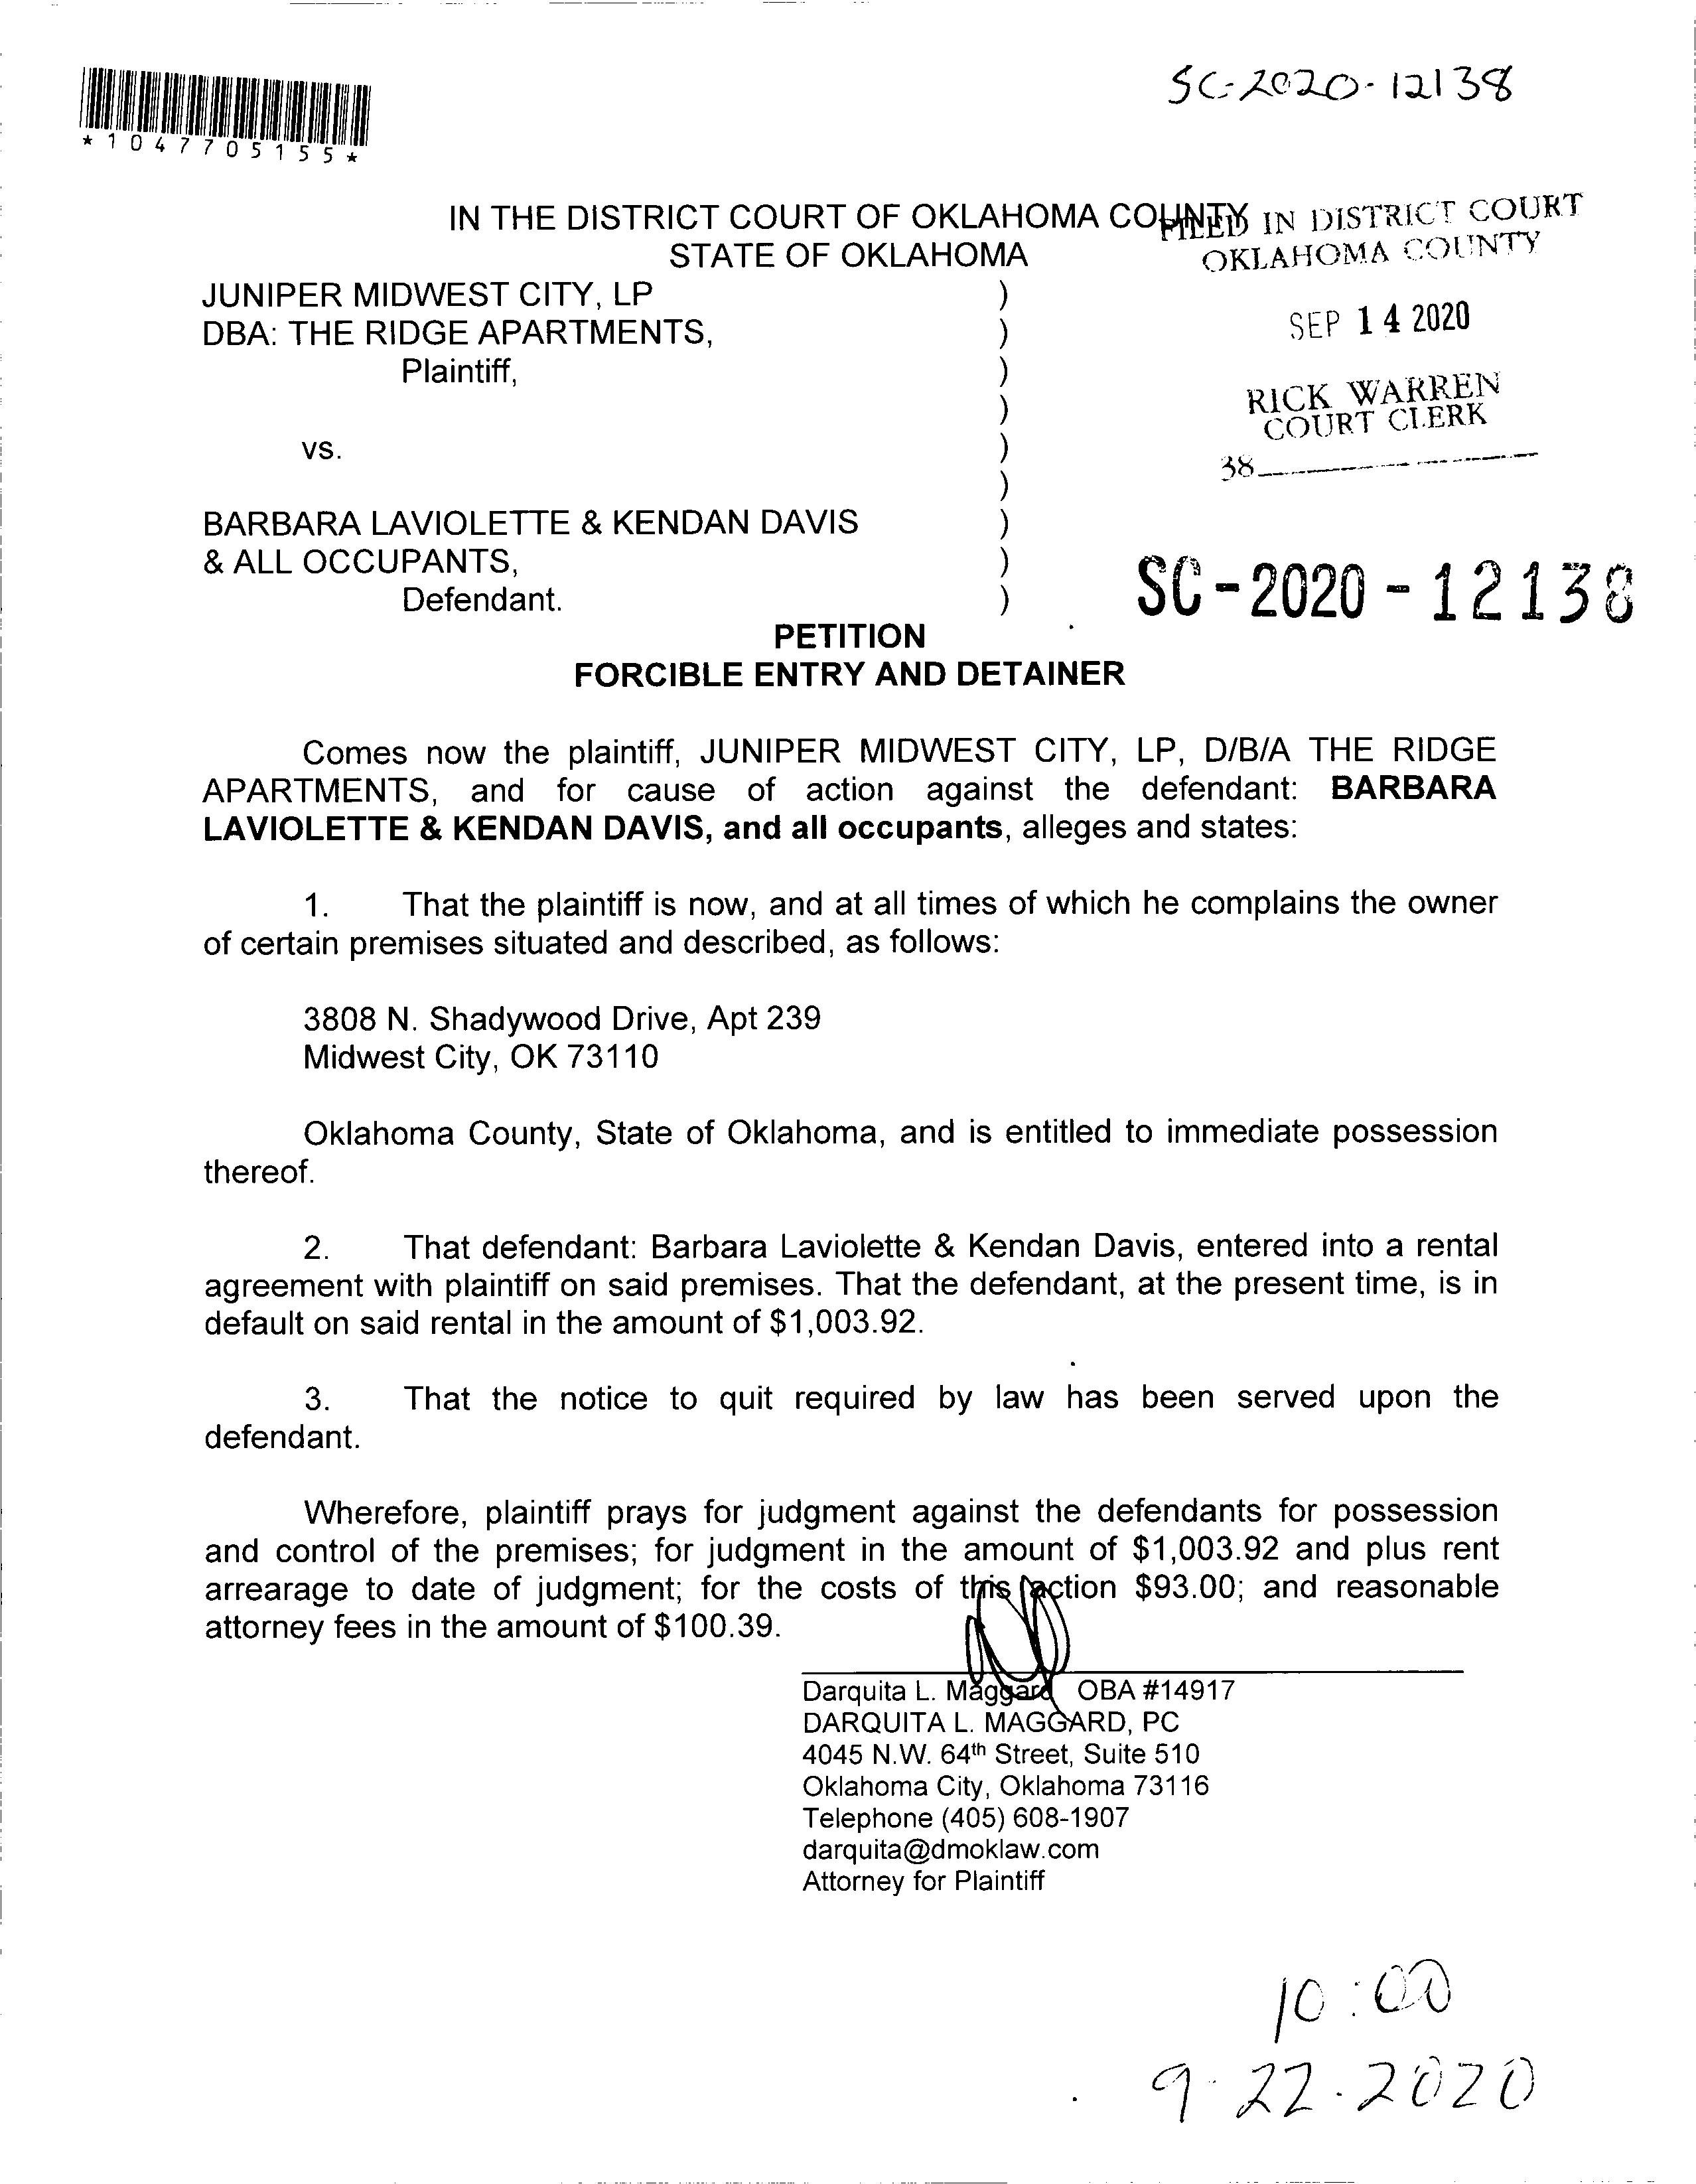 SC-2020-12138
*1047705155*
IN THE DISTRICT COURT OF OKLAHOMA COUNTY
STATE OF OKLAHOMA
FILED IN DISTRICT COURT
OKLAHOMA COUNTY
SEP 14 2020
RICK WARREN
COURT CLERK
38
JUNIPER MIDWEST CITY, LP )
DBA: THE RIDGE APARTMENTS, )
Plaintiff, )
)
vs. )
)
BARBARA LAVIOLETTE & KENDAN DAVIS )
& ALL OCCUPANTS, )
Defendant. )
SC-2020-12138
PETITION
FORCIBLE ENTRY AND DETAINER
Comes now the plaintiff, JUNIPER MIDWEST CITY, LP, D/B/A THE RIDGE
APARTMENTS, and for cause of action against the defendant: BARBARA
LAVIOLETTE & KENDAN DAVIS, and all occupants, alleges and states:
1. That the plaintiff is now, and at all times of which he complains the owner
of certain premises situated and described, as follows:
3808 N. Shadywood Drive, Apt 239
Midwest City, OK 73110
Oklahoma County, State of Oklahoma, and is entitled to immediate possession
thereof.
2. That defendant: Barbara Laviolette & Kendan Davis, entered into a rental
agreement with plaintiff on said premises. That the defendant, at the present time, is in
default on said rental in the amount of $1,003.92.
3. That the notice to quit required by law has been served upon the
defendant.
Wherefore, plaintiff prays for judgment against the defendants for possession
and control of the premises; for judgment in the amount of $1,003.92 and plus rent
arrearage to date of judgment; for the costs of this action $93.00; and reasonable
attorney fees in the amount of $100.39.
Darquita L. Maggard OBA #14917
DARQUITA L. MAGGARD, PC
4045 N.W. 64th Street, Suite 510
Oklahoma City, Oklahoma 73116
Telephone (405) 608-1907
darquita@dmoklaw.com
Attorney for Plaintiff
10:00
9-22-2020